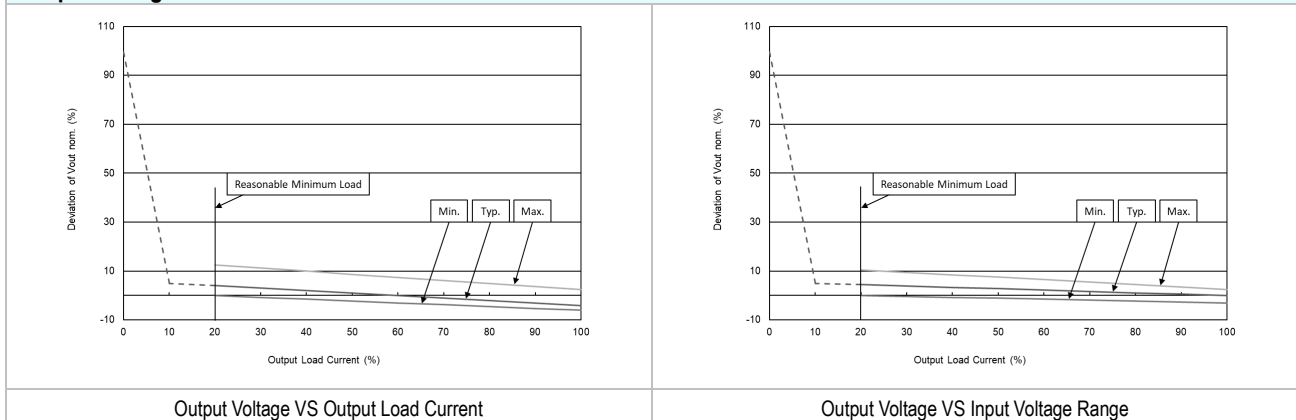 110
90
70
50
30
10
-10
Deviation of Vout nom. (%)
Reasonable Minimum Load
Min.
Typ.
Max.
0 10 20 30 40 50 60 70 80 90 100
Output Load Current (%)
Output Voltage VS Output Load Current
110
90
70
50
30
10
-10
Deviation of Vout nom. (%)
Reasonable Minimum Load
Min.
Typ.
Max.
0 10 20 30 40 50 60 70 80 90 100
Output Load Current (%)
Output Voltage VS Input Voltage Range